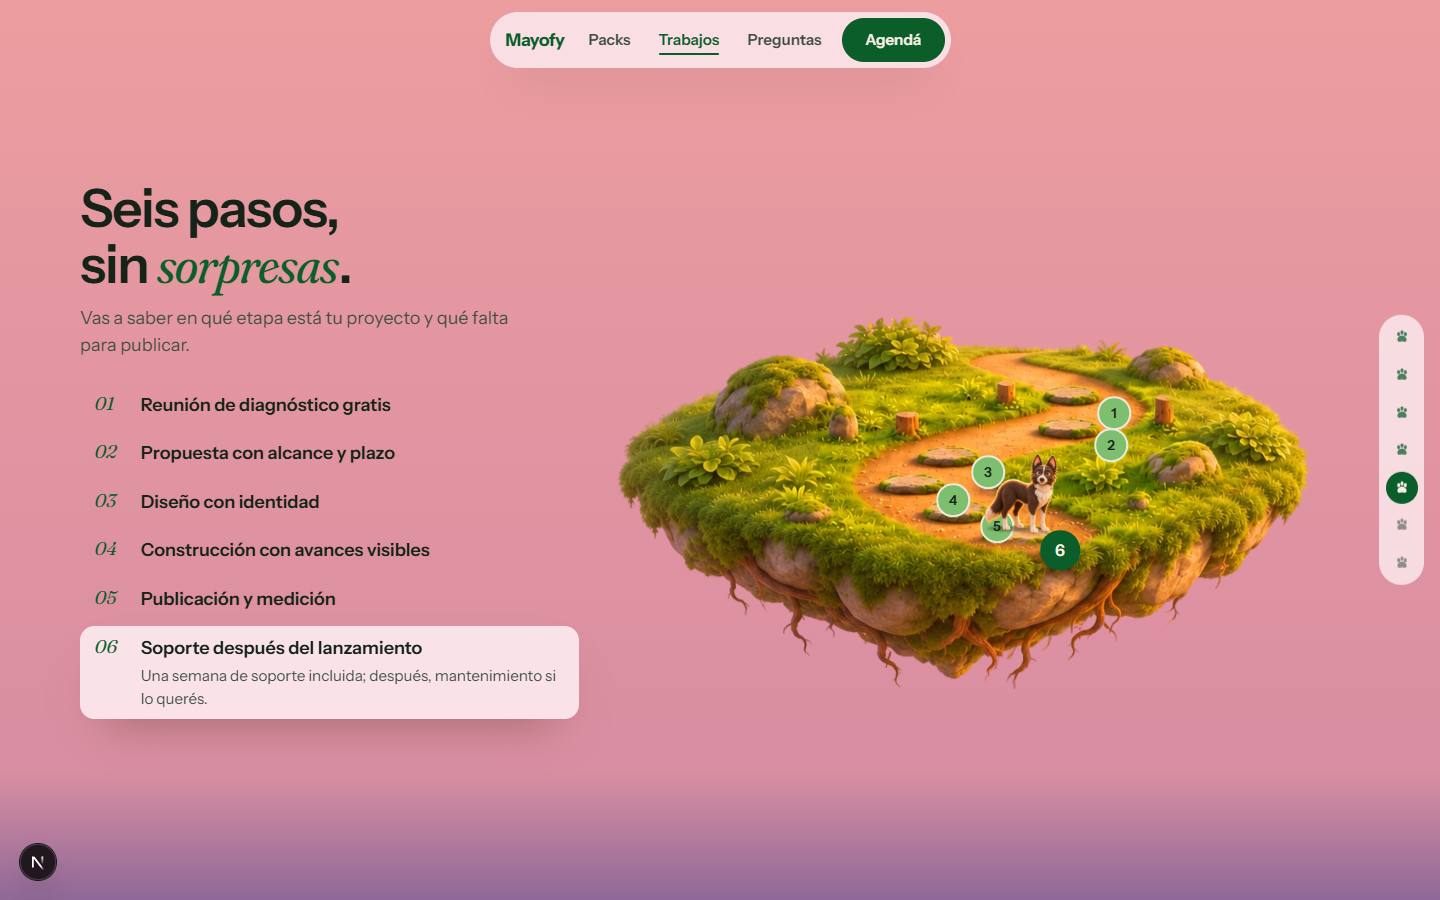 Mayofy Packs Trabajos Preguntas Agendá
Seis pasos,
sin sorpresas.
Vas a saber en qué etapa está tu proyecto y qué falta
para publicar.
01 Reunión de diagnóstico gratis
02 Propuesta con alcance y plazo
03 Diseño con identidad
04 Construcción con avances visibles
05 Publicación y medición
06 Soporte después del lanzamiento
Una semana de soporte incluida; después, mantenimiento si
lo querés.
1
2
3
4
5
6
N